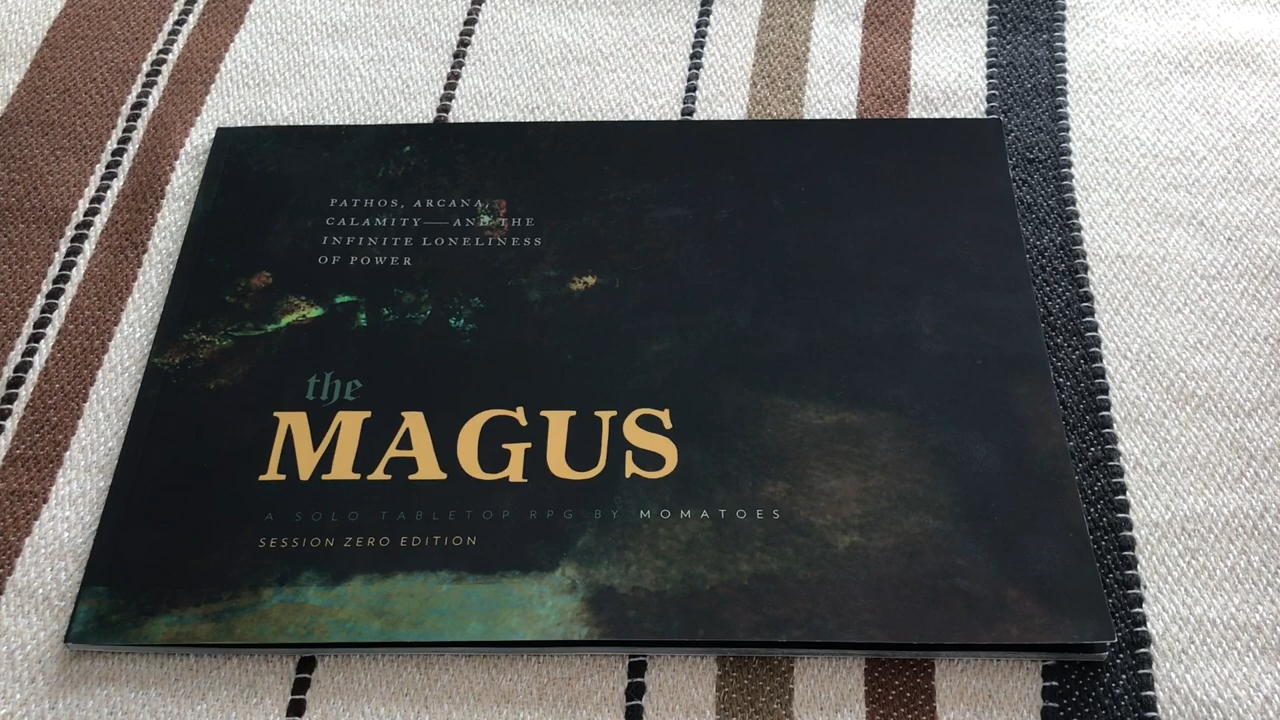 PATHOS, ARCANA,
CALAMITY—AND THE
INFINITE LONELINESS
OF POWER
the
MAGUS
A SOLO TABLETOP RPG BY MOMATOES
SESSION ZERO EDITION